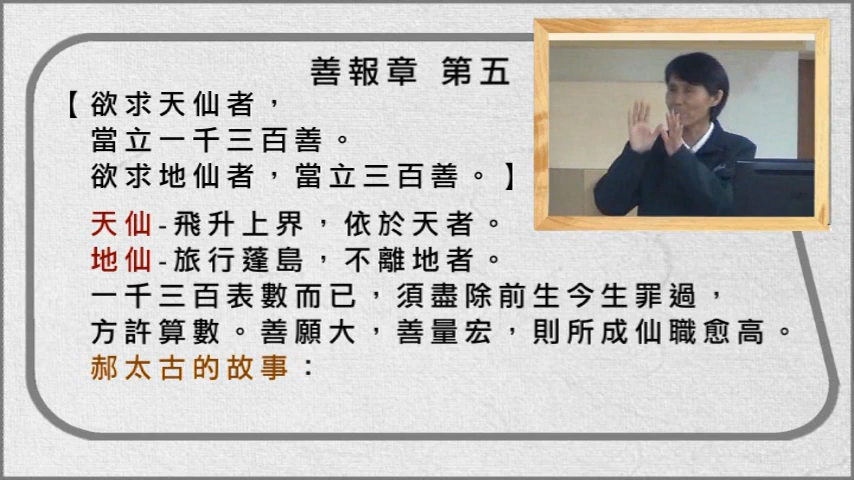 善報章 第五
【欲求天仙者，
當立一千三百善。
欲求地仙者，當立三百善。】
天仙-飛升上界，依於天者。
地仙-旅行蓬島，不離地者。
一千三百表數而已，須盡除前生今生罪過，
方許算數。善願大，善量宏，則所成仙職愈高。
郝太古的故事：